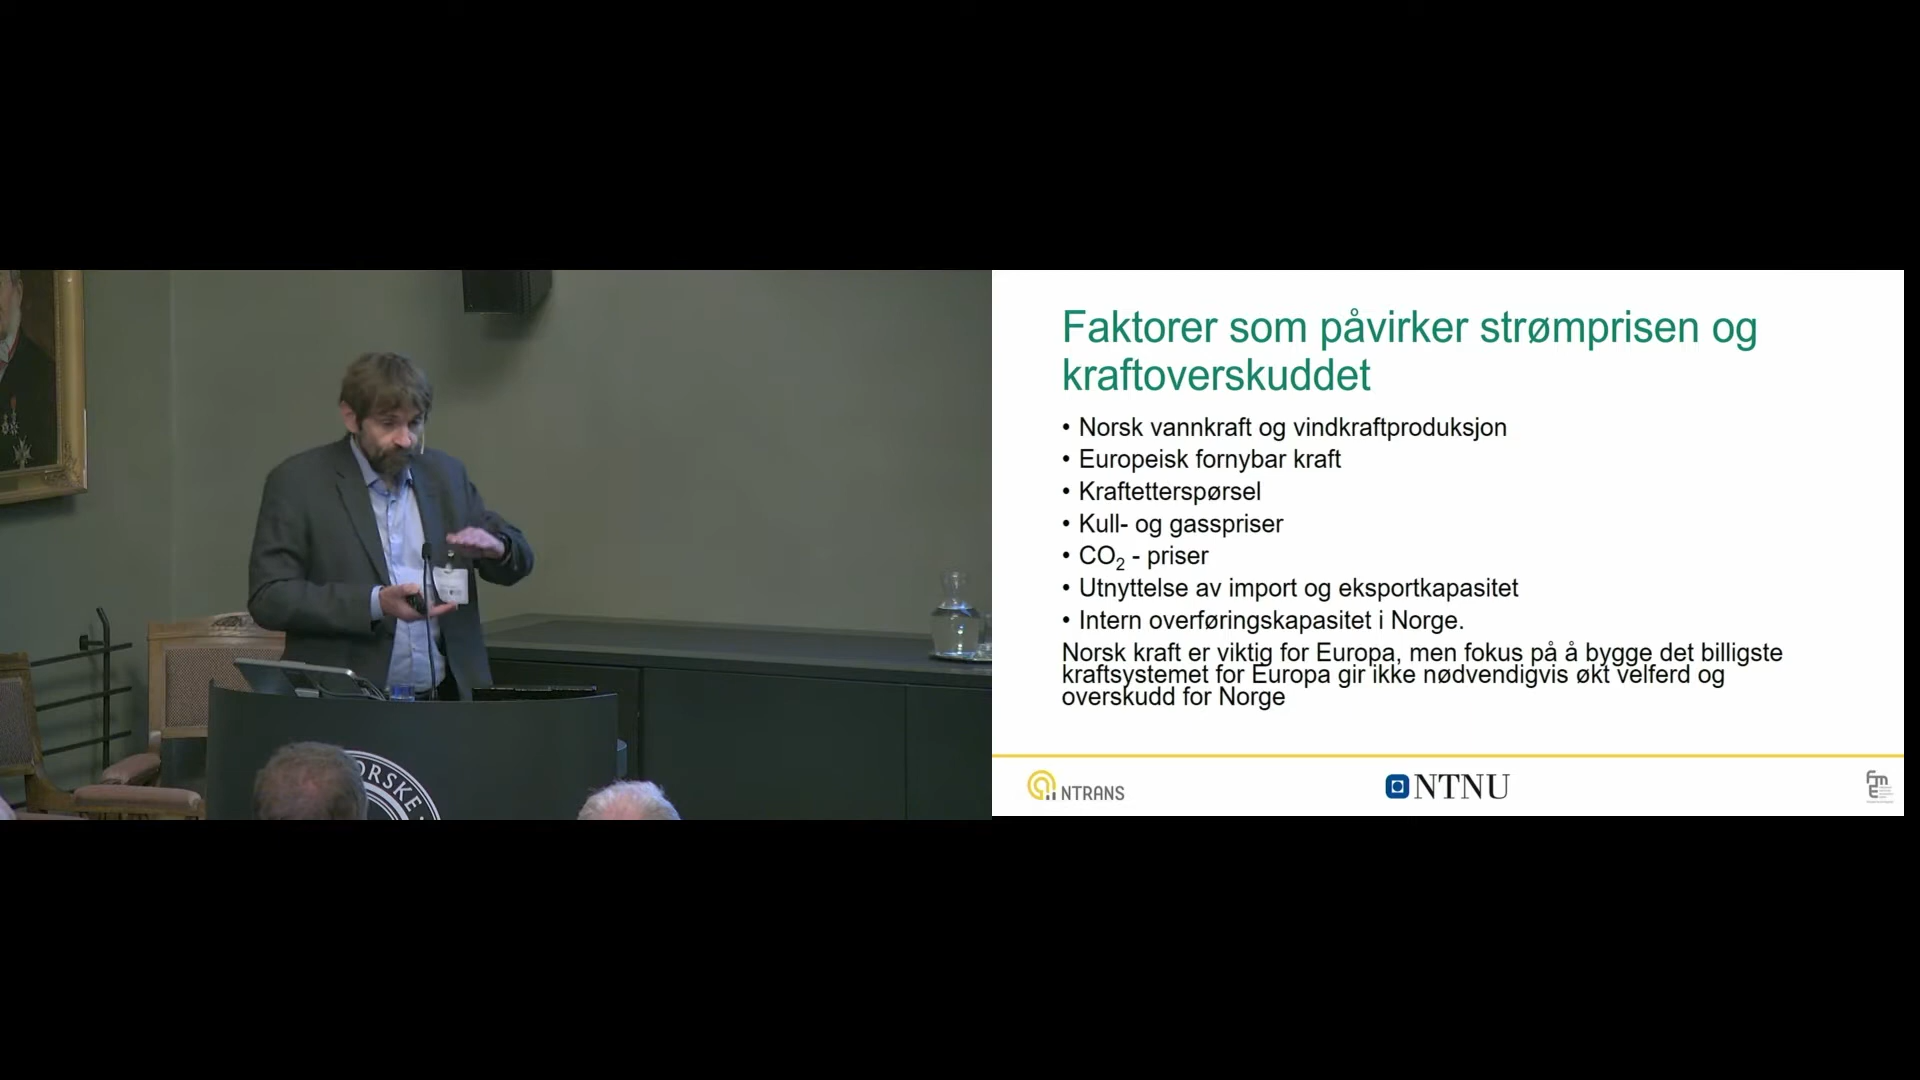 Faktorer som påvirker strømprisen og
kraftoverskuddet
• Norsk vannkraft og vindkraftproduksjon
• Europeisk fornybar kraft
• Kraftetterspørsel
• Kull- og gasspriser
• CO₂ - priser
• Utnyttelse av import og eksportkapasitet
• Intern overføringskapasitet i Norge.
Norsk kraft er viktig for Europa, men fokus på å bygge det billigste
kraftsystemet for Europa gir ikke nødvendigvis økt velferd og
overskudd for Norge
NTRANS
NTNU
FME
ORSKE